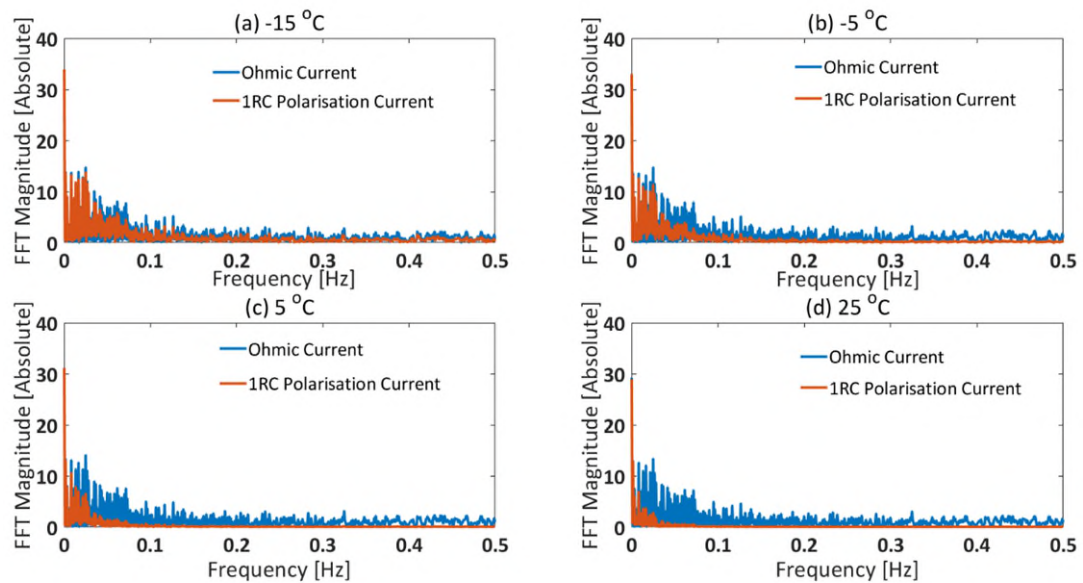 (a) -15 °C
FFT Magnitude [Absolute]
40
30
20
10
0
Ohmic Current
1RC Polarisation Current
0 0.1 0.2 0.3 0.4 0.5
Frequency [Hz]
(b) -5 °C
FFT Magnitude [Absolute]
40
30
20
10
0
Ohmic Current
1RC Polarisation Current
0 0.1 0.2 0.3 0.4 0.5
Frequency [Hz]
(c) 5 °C
FFT Magnitude [Absolute]
40
30
20
10
0
Ohmic Current
1RC Polarisation Current
0 0.1 0.2 0.3 0.4 0.5
Frequency [Hz]
(d) 25 °C
FFT Magnitude [Absolute]
40
30
20
10
0
Ohmic Current
1RC Polarisation Current
0 0.1 0.2 0.3 0.4 0.5
Frequency [Hz]